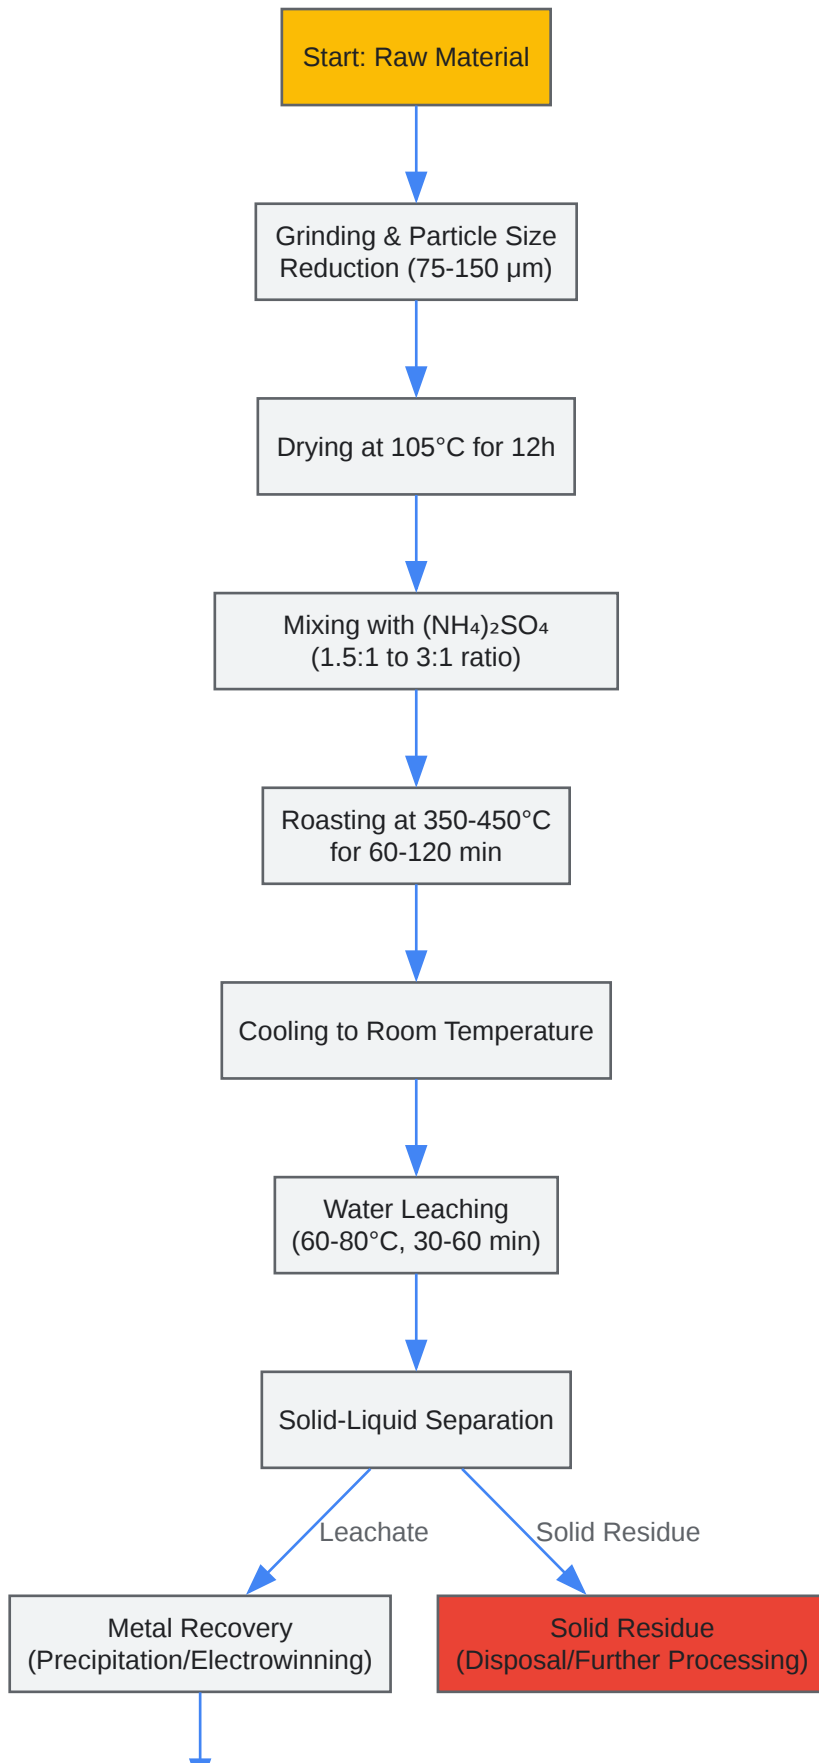 Start: Raw Material
Grinding & Particle Size
Reduction (75-150 μm)
Drying at 105°C for 12h
Mixing with (NH₄)₂SO₄
(1.5:1 to 3:1 ratio)
Roasting at 350-450°C
for 60-120 min
Cooling to Room Temperature
Water Leaching
(60-80°C, 30-60 min)
Solid-Liquid Separation
Leachate
Solid Residue
Metal Recovery
(Precipitation/Electrowinning)
Solid Residue
(Disposal/Further Processing)